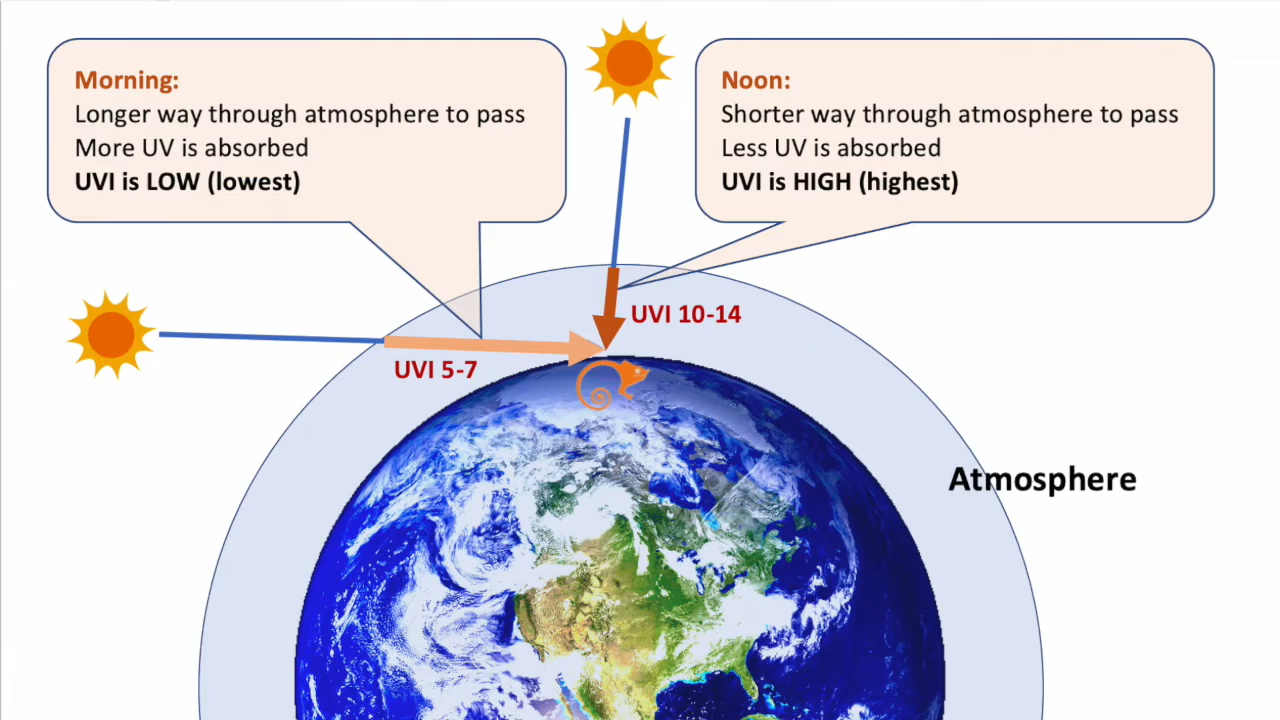 Morning:
Longer way through atmosphere to pass
More UV is absorbed
UVI is LOW (lowest)
Noon:
Shorter way through atmosphere to pass
Less UV is absorbed
UVI is HIGH (highest)
UVI 10-14
UVI 5-7
Atmosphere